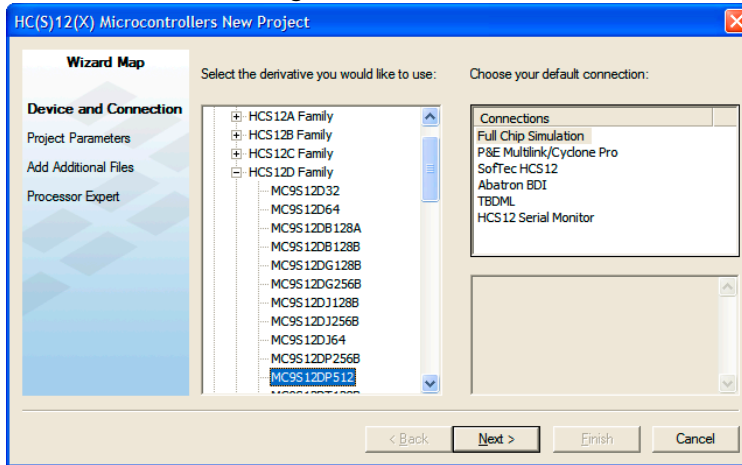 HC(S)12(X) Microcontrollers New Project
Wizard Map
Device and Connection
Project Parameters
Add Additional Files
Processor Expert
Select the derivative you would like to use:
HCS12A Family
HCS12B Family
HCS12C Family
HCS12D Family
MC9S12D32
MC9S12D64
MC9S12DB128A
MC9S12DB128B
MC9S12DG128B
MC9S12DG256B
MC9S12DJ128B
MC9S12DJ256B
MC9S12DJ64
MC9S12DP256B
MC9S12DP512
Choose your default connection:
Connections
Full Chip Simulation
P&E Multilink/Cyclone Pro
SofTec HCS12
Abatron BDI
TBDML
HCS12 Serial Monitor
< Back
Next >
Finish
Cancel